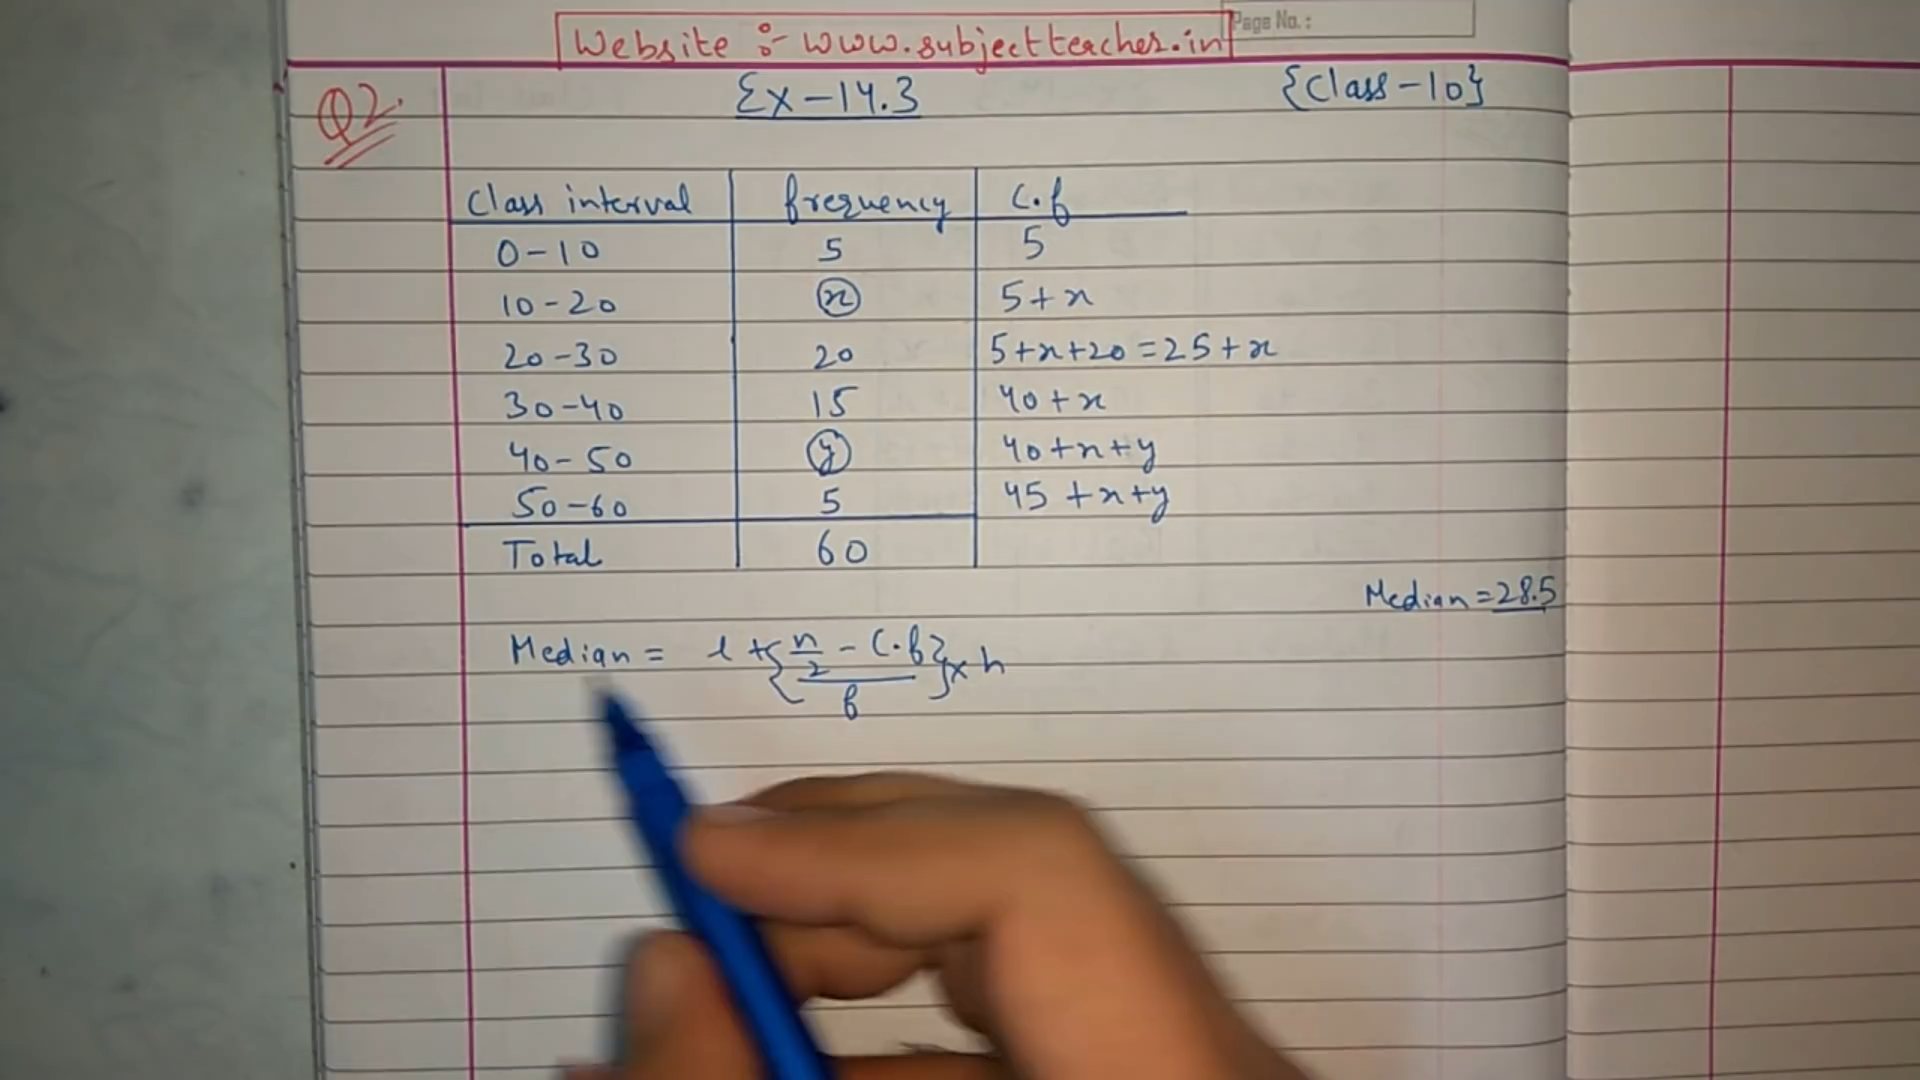 Website :- www.subjectteacher.in
Page No.:
Q2.
Ex-14.3
{Class-10}
Class interval frequency C.f
0-10 5 5
10-20 x 5+x
20-30 20 5+x+20=25+x
30-40 15 40+x
40-50 y 40+x+y
50-60 5 45+x+y
Total 60
Median = 28.5
Median = l + {n/2 - C.f / f} x h